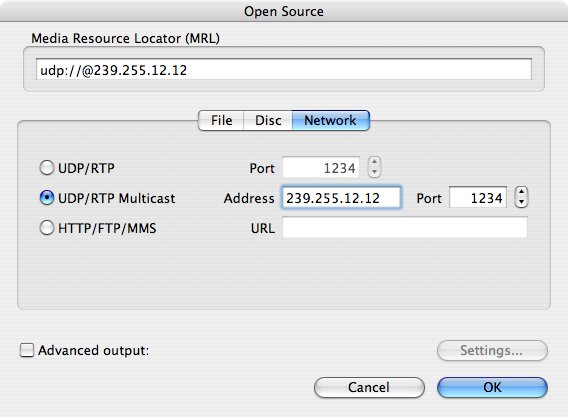 Open Source
Media Resource Locator (MRL)
udp://@239.255.12.12
File Disc Network
UDP/RTP Port 1234
UDP/RTP Multicast Address 239.255.12.12 Port 1234
HTTP/FTP/MMS URL
Advanced output: Settings...
Cancel OK